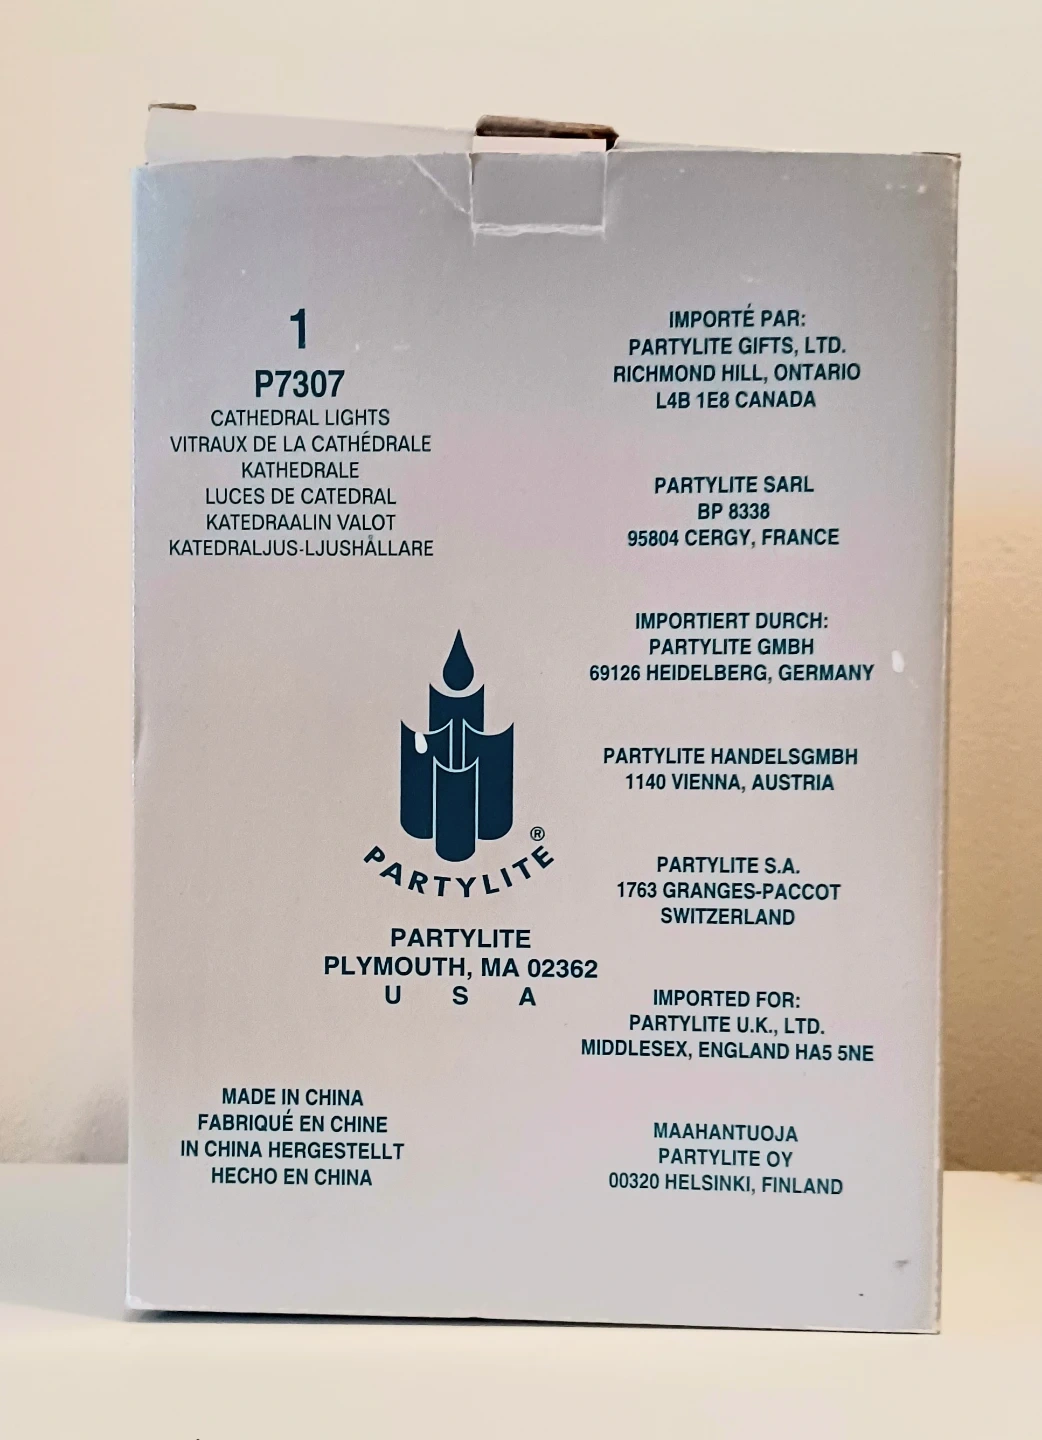 1
P7307
CATHEDRAL LIGHTS
VITRAUX DE LA CATHÉDRALE
KATHEDRALE
LUCES DE CATEDRAL
KATEDRAALIN VALOT
KATEDRALJUS-LJUSHÅLLARE
®
PARTYLITE
PARTYLITE
PLYMOUTH, MA 02362
U S A
MADE IN CHINA
FABRIQUÉ EN CHINE
IN CHINA HERGESTELLT
HECHO EN CHINA
IMPORTÉ PAR:
PARTYLITE GIFTS, LTD.
RICHMOND HILL, ONTARIO
L4B 1E8 CANADA
PARTYLITE SARL
BP 8338
95804 CERGY, FRANCE
IMPORTIERT DURCH:
PARTYLITE GMBH
69126 HEIDELBERG, GERMANY
PARTYLITE HANDELSGMBH
1140 VIENNA, AUSTRIA
PARTYLITE S.A.
1763 GRANGES-PACCOT
SWITZERLAND
IMPORTED FOR:
PARTYLITE U.K., LTD.
MIDDLESEX, ENGLAND HA5 5NE
MAAHANTUOJA
PARTYLITE OY
00320 HELSINKI, FINLAND